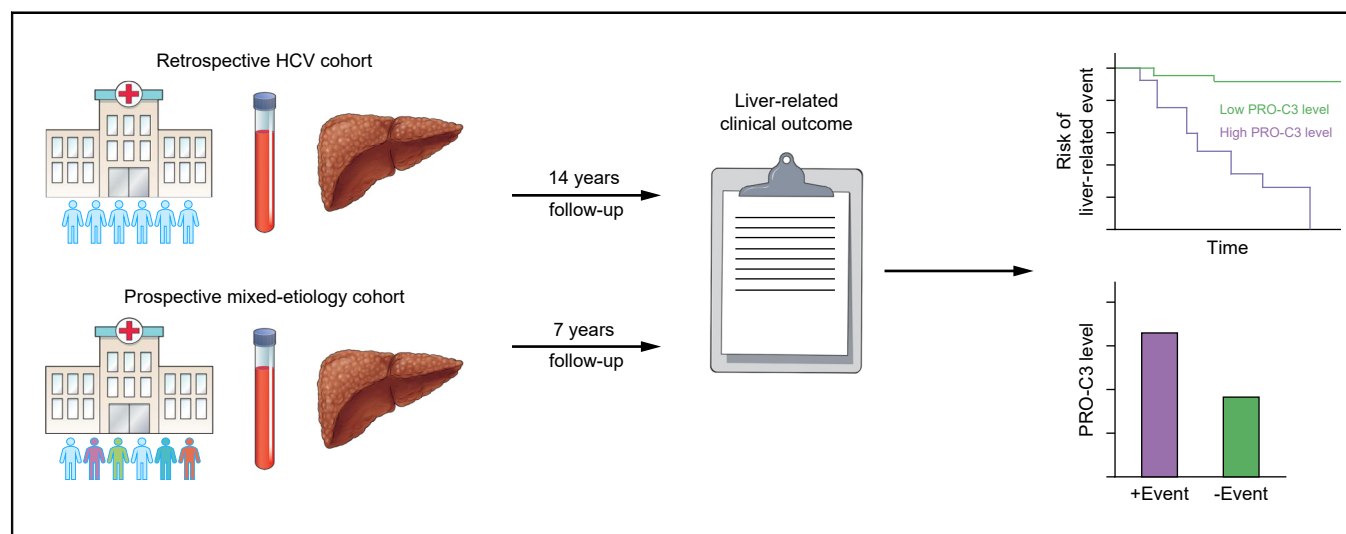 Retrospective HCV cohort
14 years
follow-up
Prospective mixed-etiology cohort
7 years
follow-up
Liver-related
clinical outcome
Risk of
liver-related event
Low PRO-C3 level
High PRO-C3 level
Time
PRO-C3 level
+Event
-Event